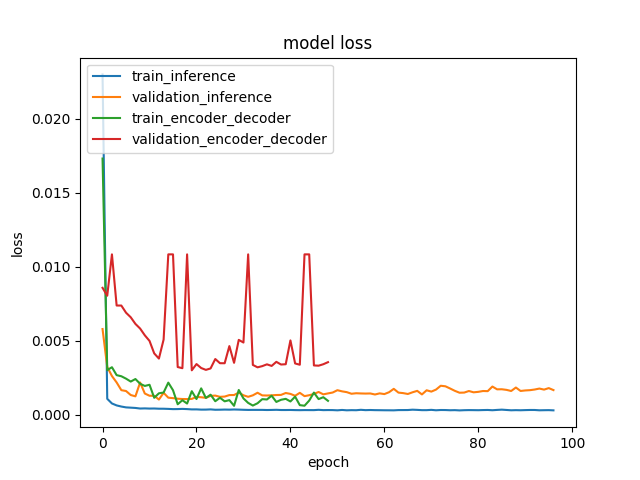 model loss
train_inference
validation_inference
train_encoder_decoder
validation_encoder_decoder
0.020
0.015
0.010
0.005
0.000
loss
0 20 40 60 80 100
epoch